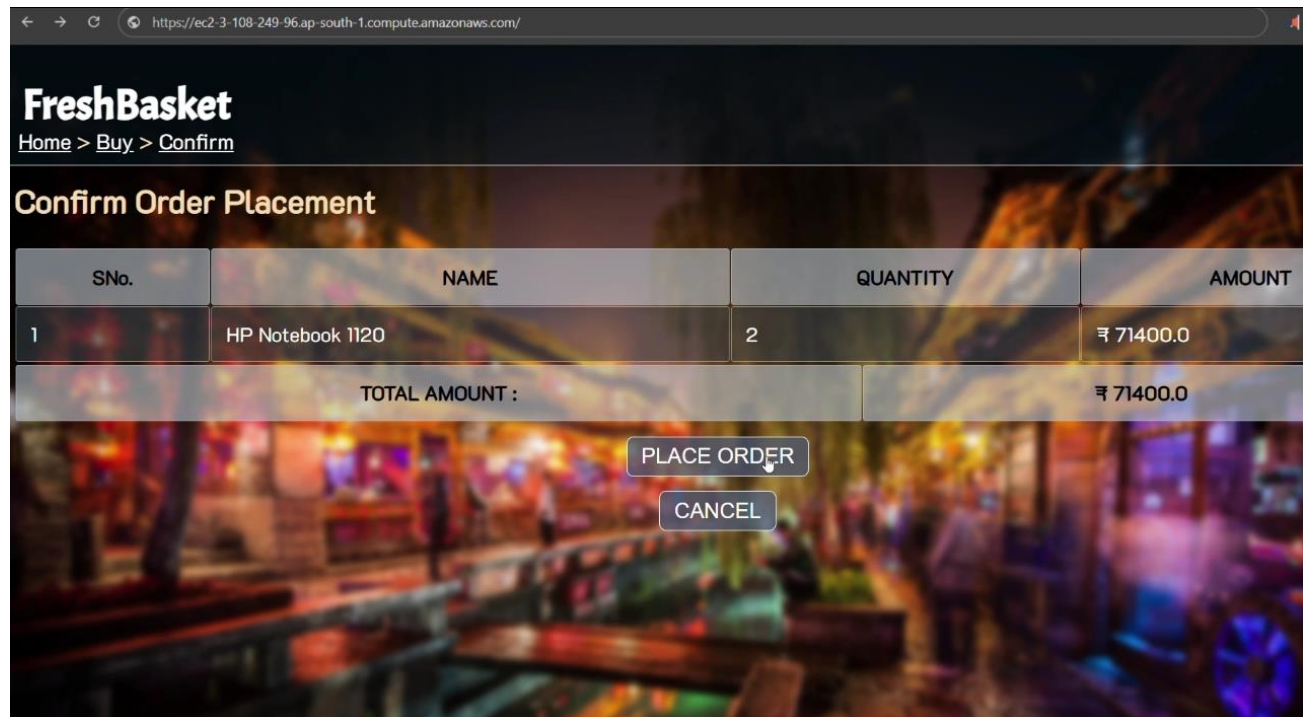 https://ec2-3-108-249-96.ap-south-1.compute.amazonaws.com/
FreshBasket
Home > Buy > Confirm
Confirm Order Placement
SNo. NAME QUANTITY AMOUNT
1 HP Notebook 1120 2 ₹ 71400.0
TOTAL AMOUNT : ₹ 71400.0
PLACE ORDER
CANCEL